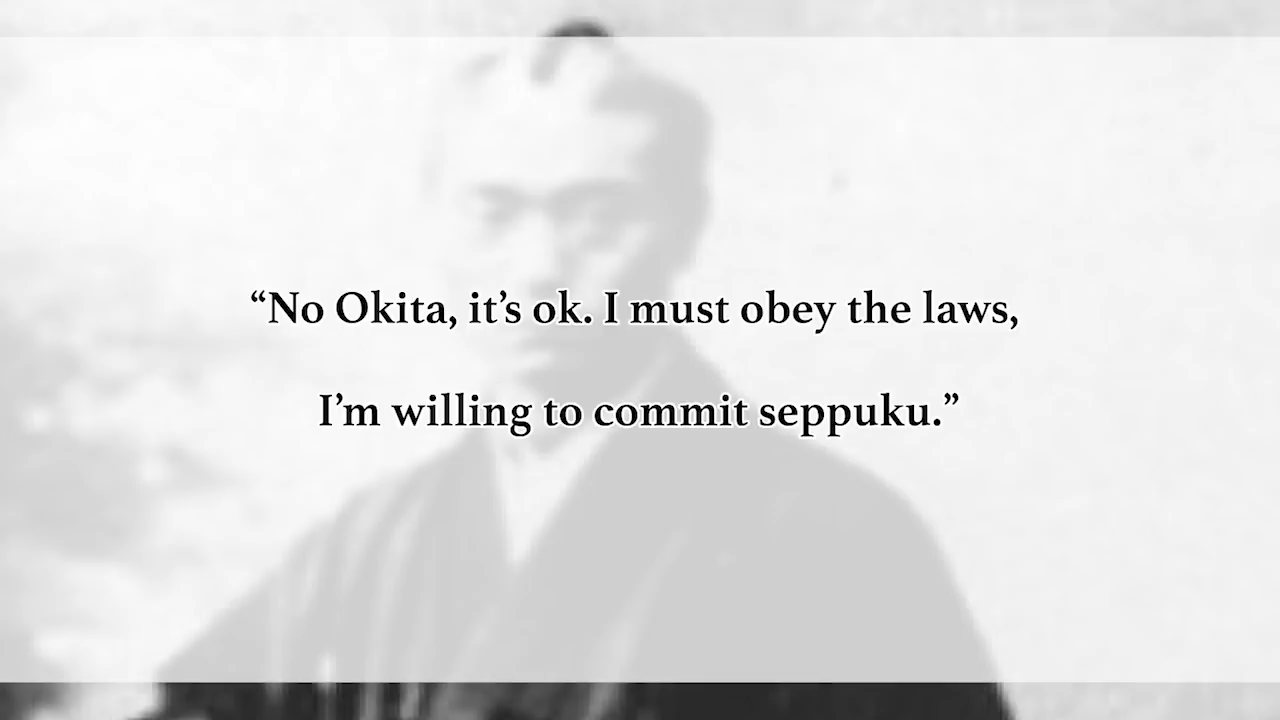 “No Okita, it’s ok. I must obey the laws,
I’m willing to commit seppuku.”